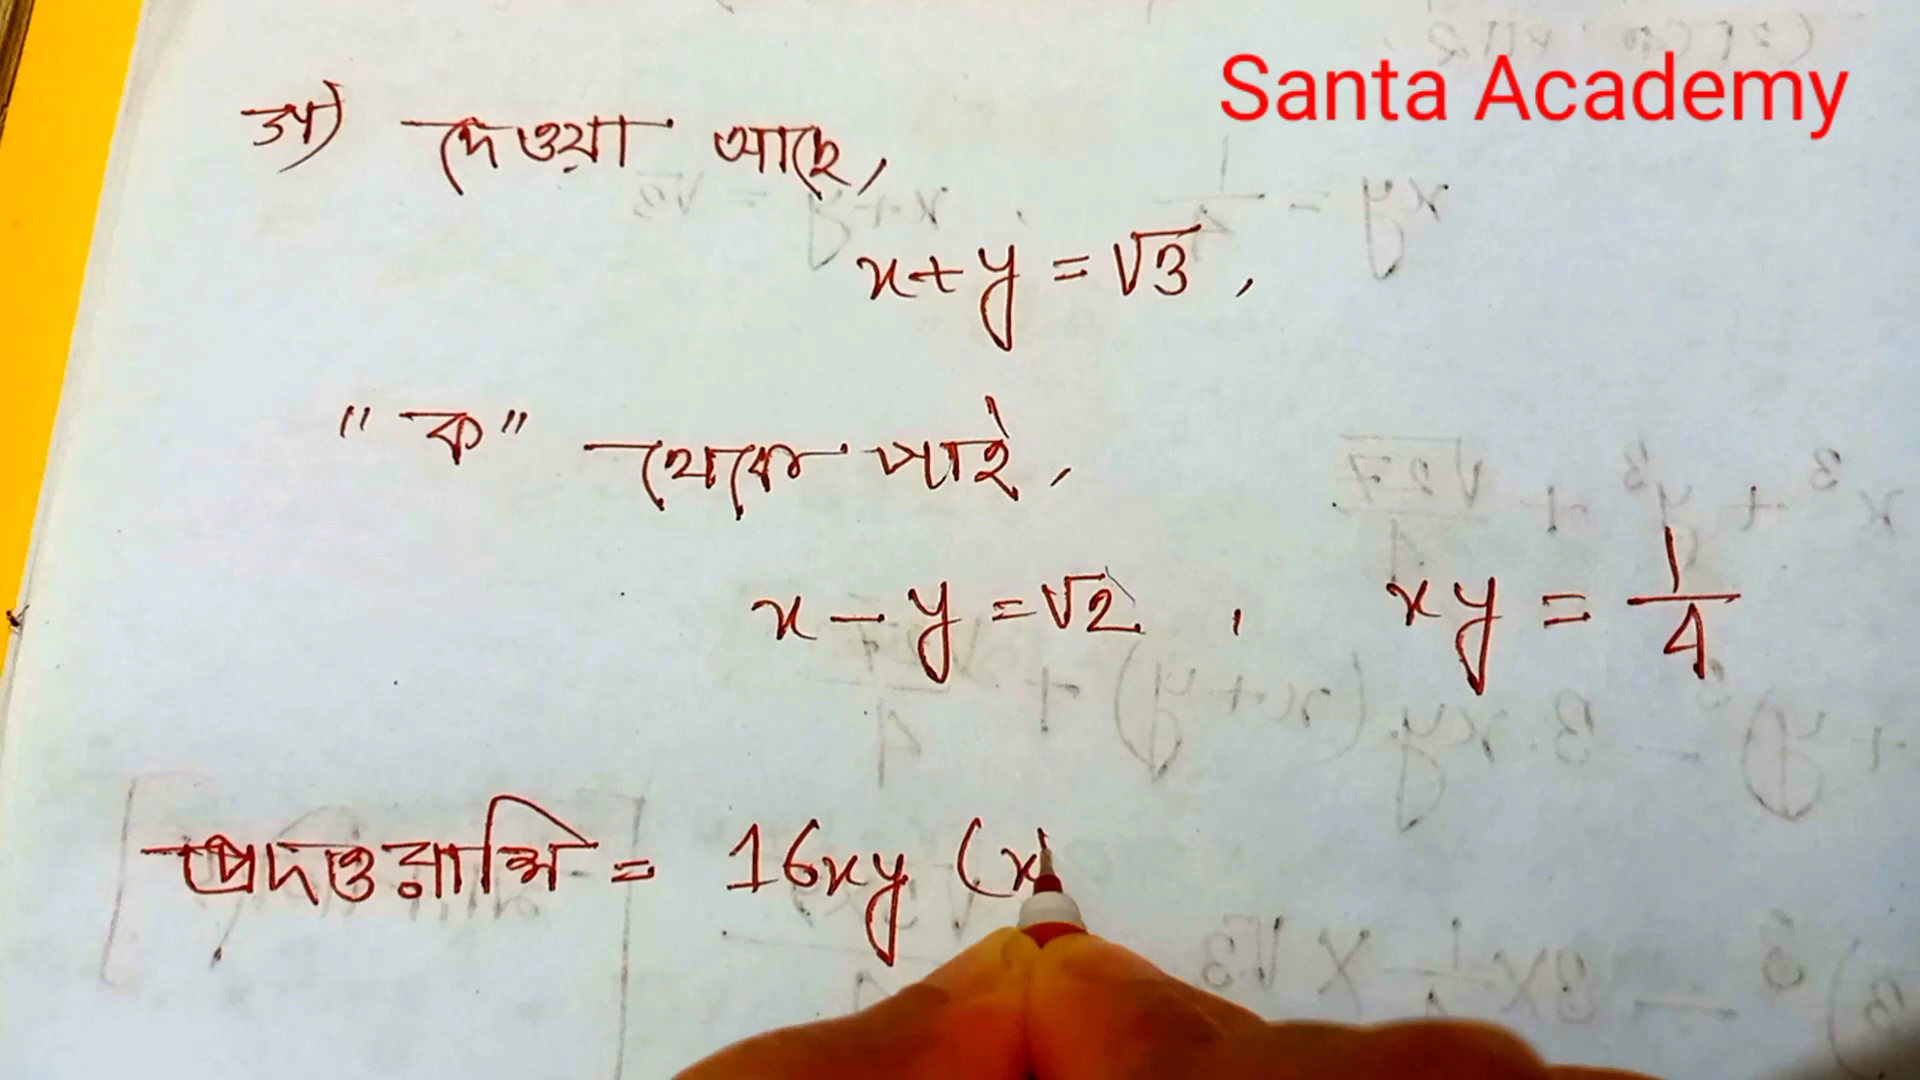 Santa Academy
গ) দেওয়া আছে,
x+y = √3 ,
"ক" থেকে পাই,
x – y = √2 , xy = 1/4
প্রদত্ত রাশি = 16xy (x